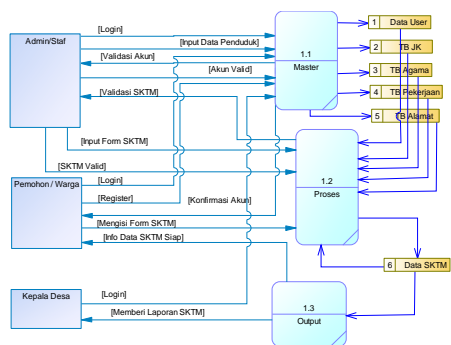 [Login]
1 Data User
[Input Data Penduduk]
1.1
Admin/Staf
2 TB JK
[Validasi Akun]
Master
3 TB Agama
[Akun Valid]
[Validasi SKTM]
4 TB Pekerjaan
5 TB Alamat
[Input Form SKTM]
[SKTM Valid]
1.2
Pemohon / Warga
[Login]
Proses
[Register]
[Konfirmasi Akun]
[Mengisi Form SKTM]
[Info Data SKTM Siap]
6 Data SKTM
Kepala Desa
[Login]
1.3
[Memberi Laporan SKTM]
Output